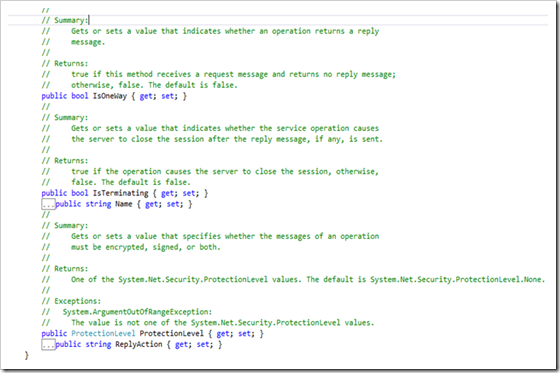 //
// Summary:
//     Gets or sets a value that indicates whether an operation returns a reply
//     message.
//
// Returns:
//     true if this method receives a request message and returns no reply message;
//     otherwise, false. The default is false.
public bool IsOneWay { get; set; }
//
// Summary:
//     Gets or sets a value that indicates whether the service operation causes
//     the server to close the session after the reply message, if any, is sent.
//
// Returns:
//     true if the operation causes the server to close the session, otherwise,
//     false. The default is false.
public bool IsTerminating { get; set; }
...public string Name { get; set; }
//
// Summary:
//     Gets or sets a value that specifies whether the messages of an operation
//     must be encrypted, signed, or both.
//
// Returns:
//     One of the System.Net.Security.ProtectionLevel values. The default is System.Net.Security.ProtectionLevel.None.
//
// Exceptions:
//   System.ArgumentOutOfRangeException:
//     The value is not one of the System.Net.Security.ProtectionLevel values.
public ProtectionLevel ProtectionLevel { get; set; }
...public string ReplyAction { get; set; }
}